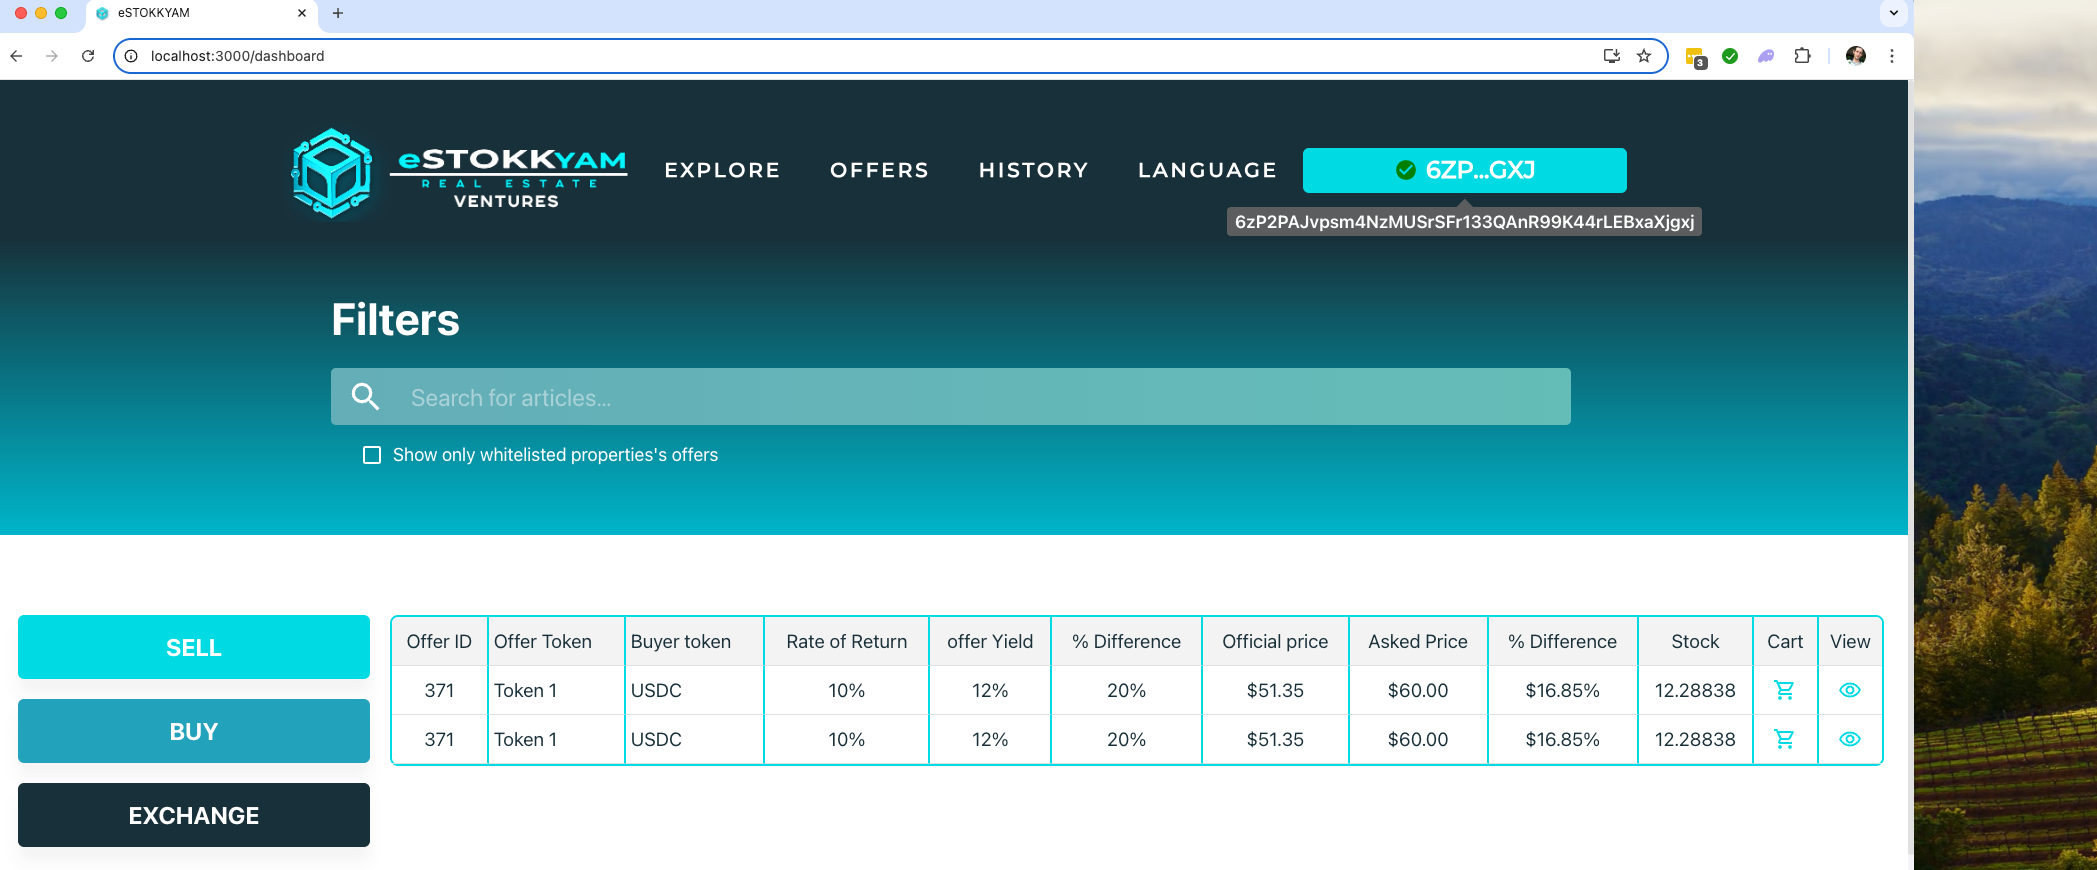 eSTOKKYAM
localhost:3000/dashboard
3
eSTOKKYAM
REAL ESTATE
VENTURES
EXPLORE OFFERS HISTORY LANGUAGE 6ZP...GXJ
6zP2PAJvpsm4NzMUSrSFr133QAnR99K44rLEBxaXjgxj
Filters
Search for articles...
Show only whitelisted properties's offers
SELL
BUY
EXCHANGE
Offer ID Offer Token Buyer token Rate of Return offer Yield % Difference Official price Asked Price % Difference Stock Cart View
371 Token 1 USDC 10% 12% 20% $51.35 $60.00 $16.85% 12.28838
371 Token 1 USDC 10% 12% 20% $51.35 $60.00 $16.85% 12.28838